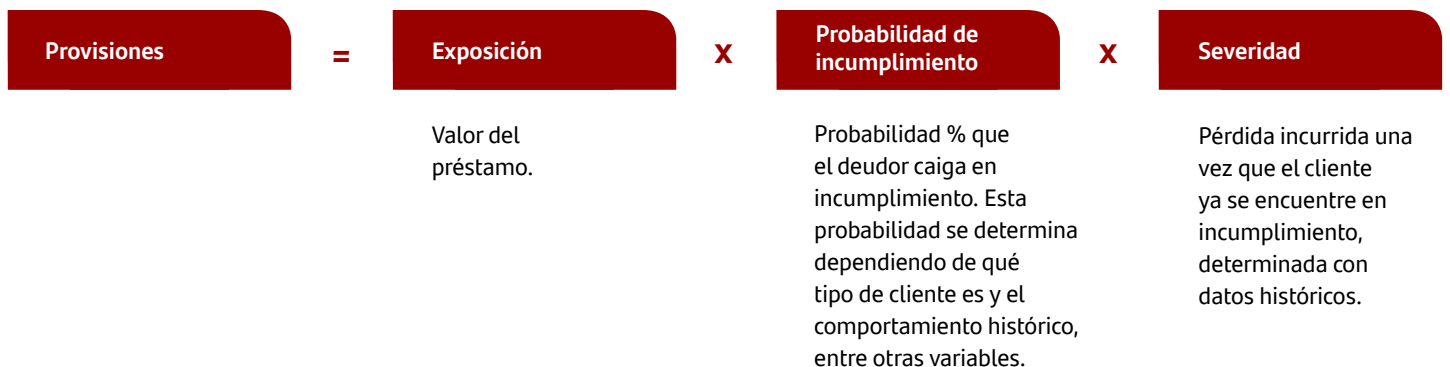 Provisiones
=
Exposición
x
Probabilidad de
incumplimiento
x
Severidad
Valor del
préstamo.
Probabilidad % que
el deudor caiga en
incumplimiento. Esta
probabilidad se determina
dependiendo de qué
tipo de cliente es y el
comportamiento histórico,
entre otras variables.
Pérdida incurrida una
vez que el cliente
ya se encuentre en
incumplimiento,
determinada con
datos históricos.